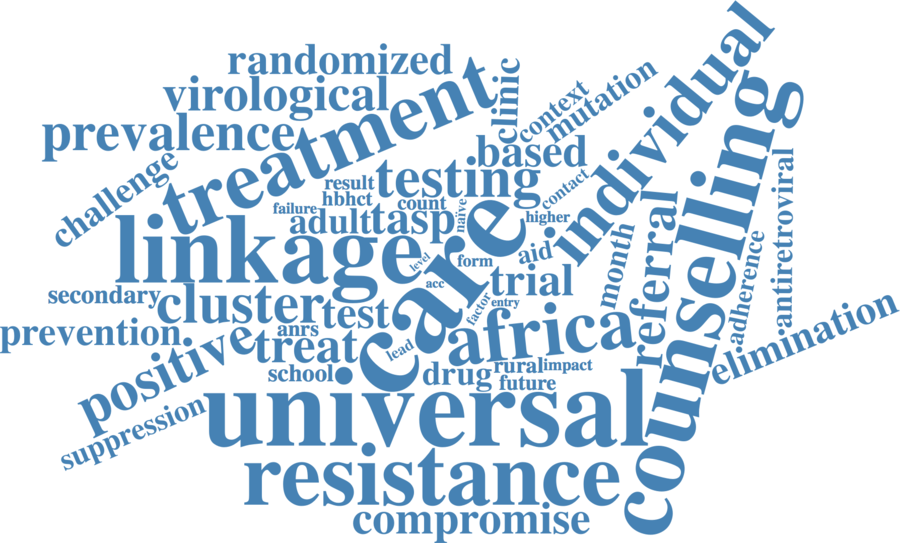 randomized
virological
prevalence
treatment
clinic
context
mutation
individual
challenge
result
testing
based
hbhct
count
contact
failure
adult
tasp
naïve
higher
linkage
care
counselling
level
form
aid
month
referral
antiretroviral
acc
trial
adherence
secondary
cluster
test
factor
entry
prevention
anrs
africa
elimination
positive
treat
lead
school
drug
rural
impact
future
suppression
universal
resistance
compromise